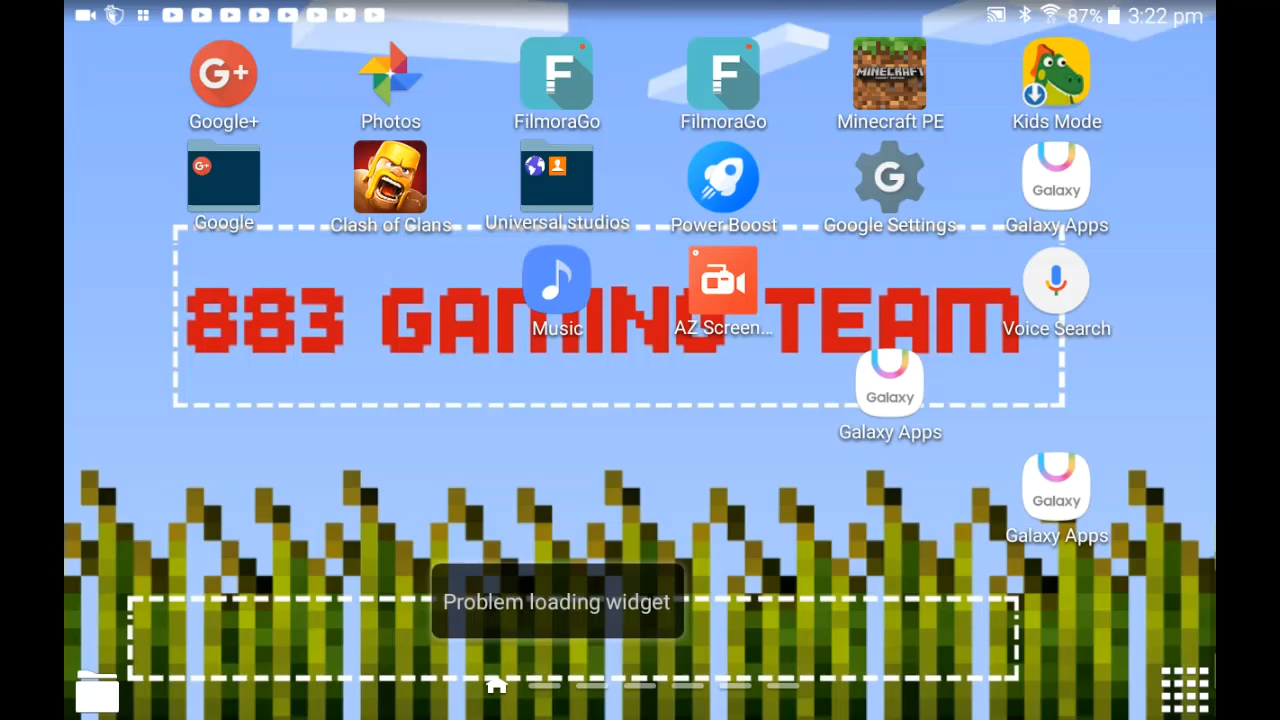 87% 3:22 pm
G+
F
F
MINECRAFT
Google+ Photos FilmoraGo FilmoraGo Minecraft PE Kids Mode
G+
G
Galaxy
Google Clash of Clans Universal studios Power Boost Google Settings Galaxy Apps
883 GAMING TEAM
Music AZ Screen... Voice Search
Galaxy
Galaxy Apps
Galaxy
Galaxy Apps
Problem loading widget